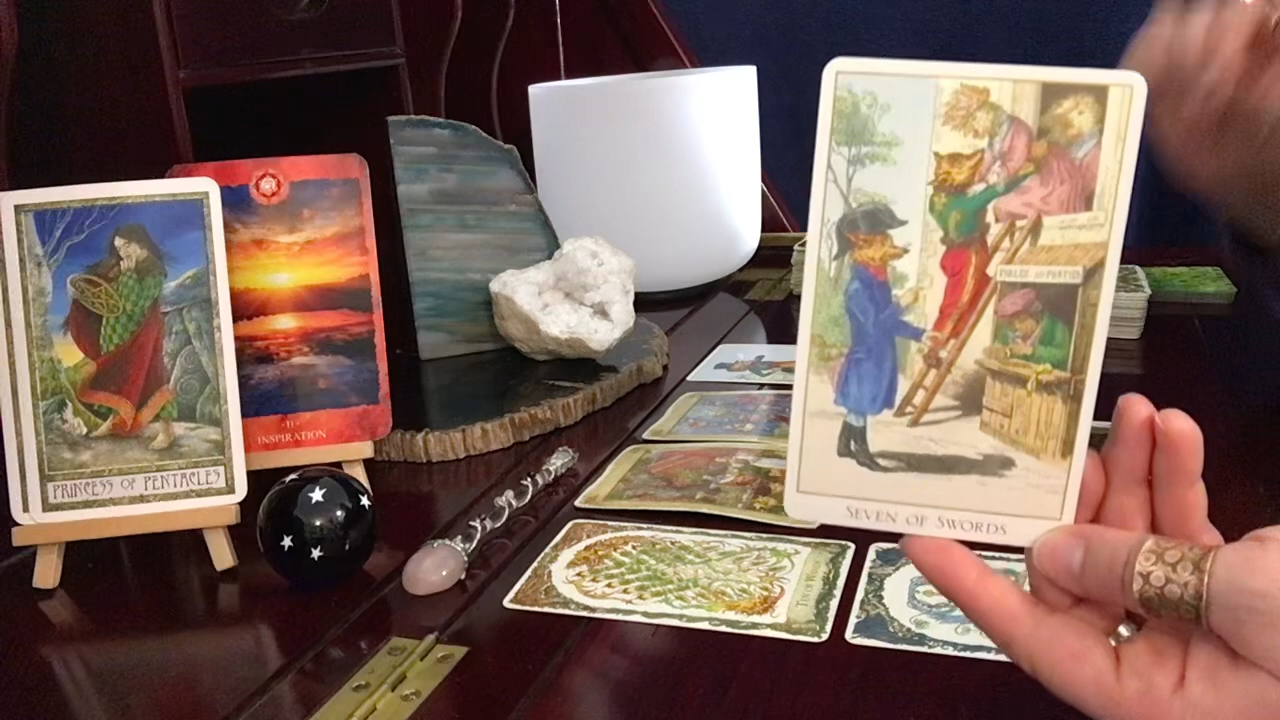 PRINCESS OF PENTACLES
-11-
INSPIRATION
SEVEN OF SWORDS